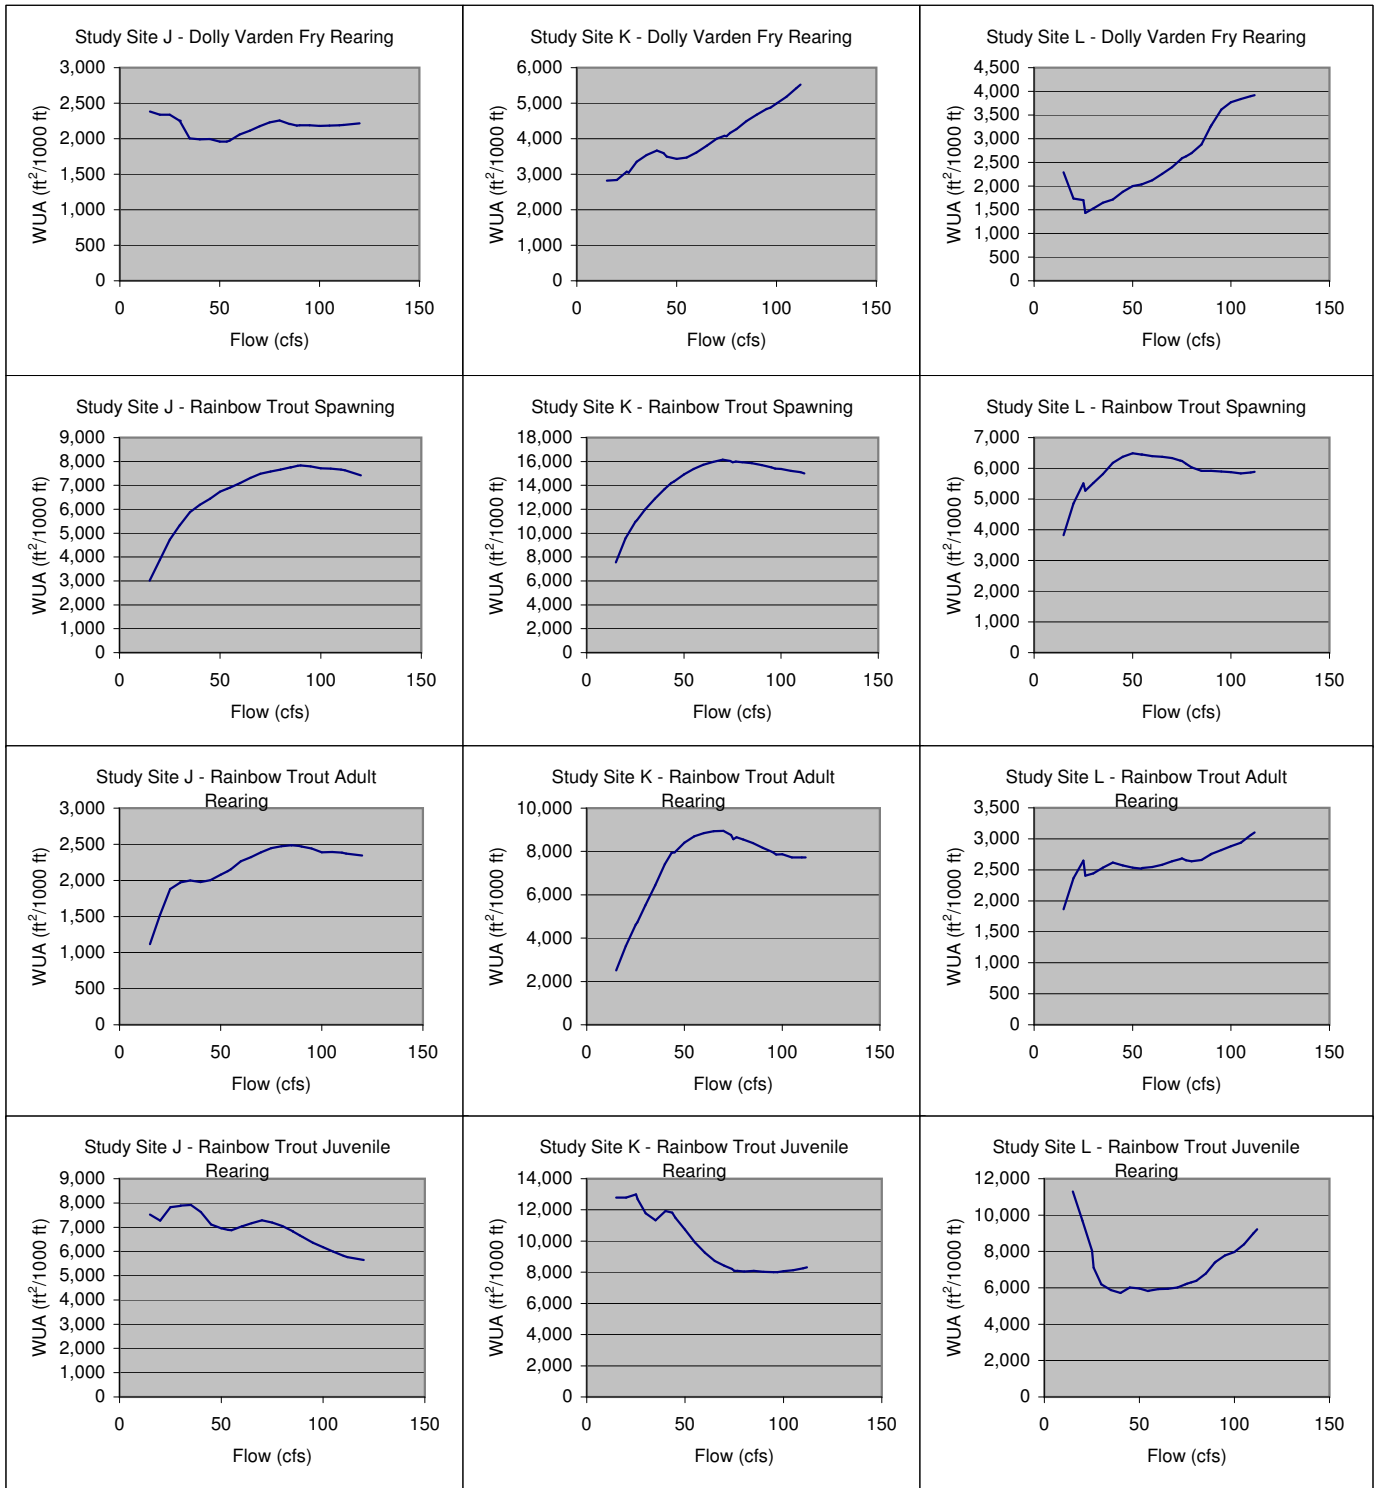 Study Site J - Dolly Varden Fry Rearing
3,000
2,500
2,000
1,500
1,000
500
0
WUA (ft²/1000 ft)
0 50 100 150
Flow (cfs)
Study Site K - Dolly Varden Fry Rearing
6,000
5,000
4,000
3,000
2,000
1,000
0
WUA (ft²/1000 ft)
0 50 100 150
Flow (cfs)
Study Site L - Dolly Varden Fry Rearing
4,500
4,000
3,500
3,000
2,500
2,000
1,500
1,000
500
0
WUA (ft²/1000 ft)
0 50 100 150
Flow (cfs)
Study Site J - Rainbow Trout Spawning
9,000
8,000
7,000
6,000
5,000
4,000
3,000
2,000
1,000
0
WUA (ft²/1000 ft)
0 50 100 150
Flow (cfs)
Study Site K - Rainbow Trout Spawning
18,000
16,000
14,000
12,000
10,000
8,000
6,000
4,000
2,000
0
WUA (ft²/1000 ft)
0 50 100 150
Flow (cfs)
Study Site L - Rainbow Trout Spawning
7,000
6,000
5,000
4,000
3,000
2,000
1,000
0
WUA (ft²/1000 ft)
0 50 100 150
Flow (cfs)
Study Site J - Rainbow Trout Adult
Rearing
3,000
2,500
2,000
1,500
1,000
500
0
WUA (ft²/1000 ft)
0 50 100 150
Flow (cfs)
Study Site K - Rainbow Trout Adult
Rearing
10,000
8,000
6,000
4,000
2,000
0
WUA (ft²/1000 ft)
0 50 100 150
Flow (cfs)
Study Site L - Rainbow Trout Adult
Rearing
3,500
3,000
2,500
2,000
1,500
1,000
500
0
WUA (ft²/1000 ft)
0 50 100 150
Flow (cfs)
Study Site J - Rainbow Trout Juvenile
Rearing
9,000
8,000
7,000
6,000
5,000
4,000
3,000
2,000
1,000
0
WUA (ft²/1000 ft)
0 50 100 150
Flow (cfs)
Study Site K - Rainbow Trout Juvenile
Rearing
14,000
12,000
10,000
8,000
6,000
4,000
2,000
0
WUA (ft²/1000 ft)
0 50 100 150
Flow (cfs)
Study Site L - Rainbow Trout Juvenile
Rearing
12,000
10,000
8,000
6,000
4,000
2,000
0
WUA (ft²/1000 ft)
0 50 100 150
Flow (cfs)